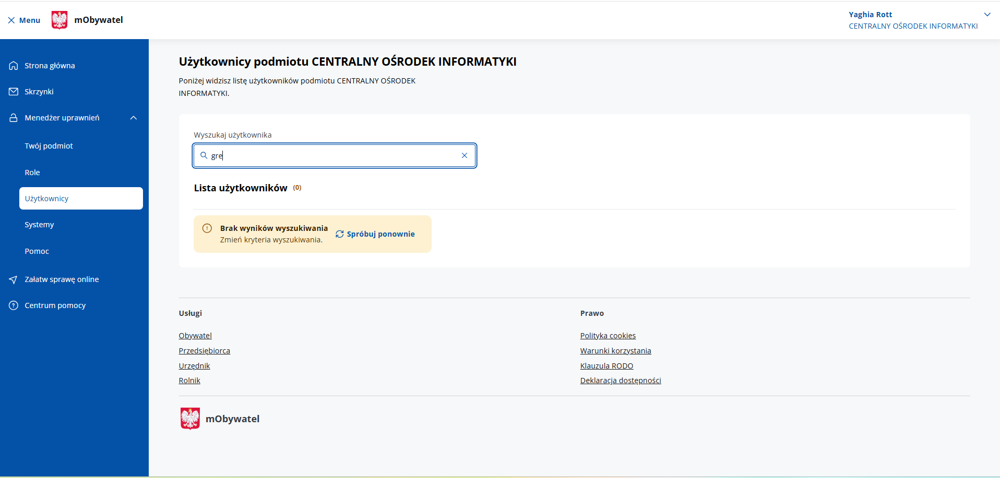 Menu
mObywatel
Yaghia Rott
CENTRALNY OŚRODEK INFORMATYKI
Strona główna
Skrzynki
Menedżer uprawnień
Twój podmiot
Role
Użytkownicy
Systemy
Pomoc
Załatw sprawę online
Centrum pomocy
Użytkownicy podmiotu CENTRALNY OŚRODEK INFORMATYKI
Poniżej widzisz listę użytkowników podmiotu CENTRALNY OŚRODEK
INFORMATYKI.
Wyszukaj użytkownika
gre
Lista użytkowników (0)
Brak wyników wyszukiwania
Zmień kryteria wyszukiwania.
Spróbuj ponownie
Usługi
Obywatel
Przedsiębiorca
Urzędnik
Rolnik
Prawo
Polityka cookies
Warunki korzystania
Klauzula RODO
Deklaracja dostępności
mObywatel